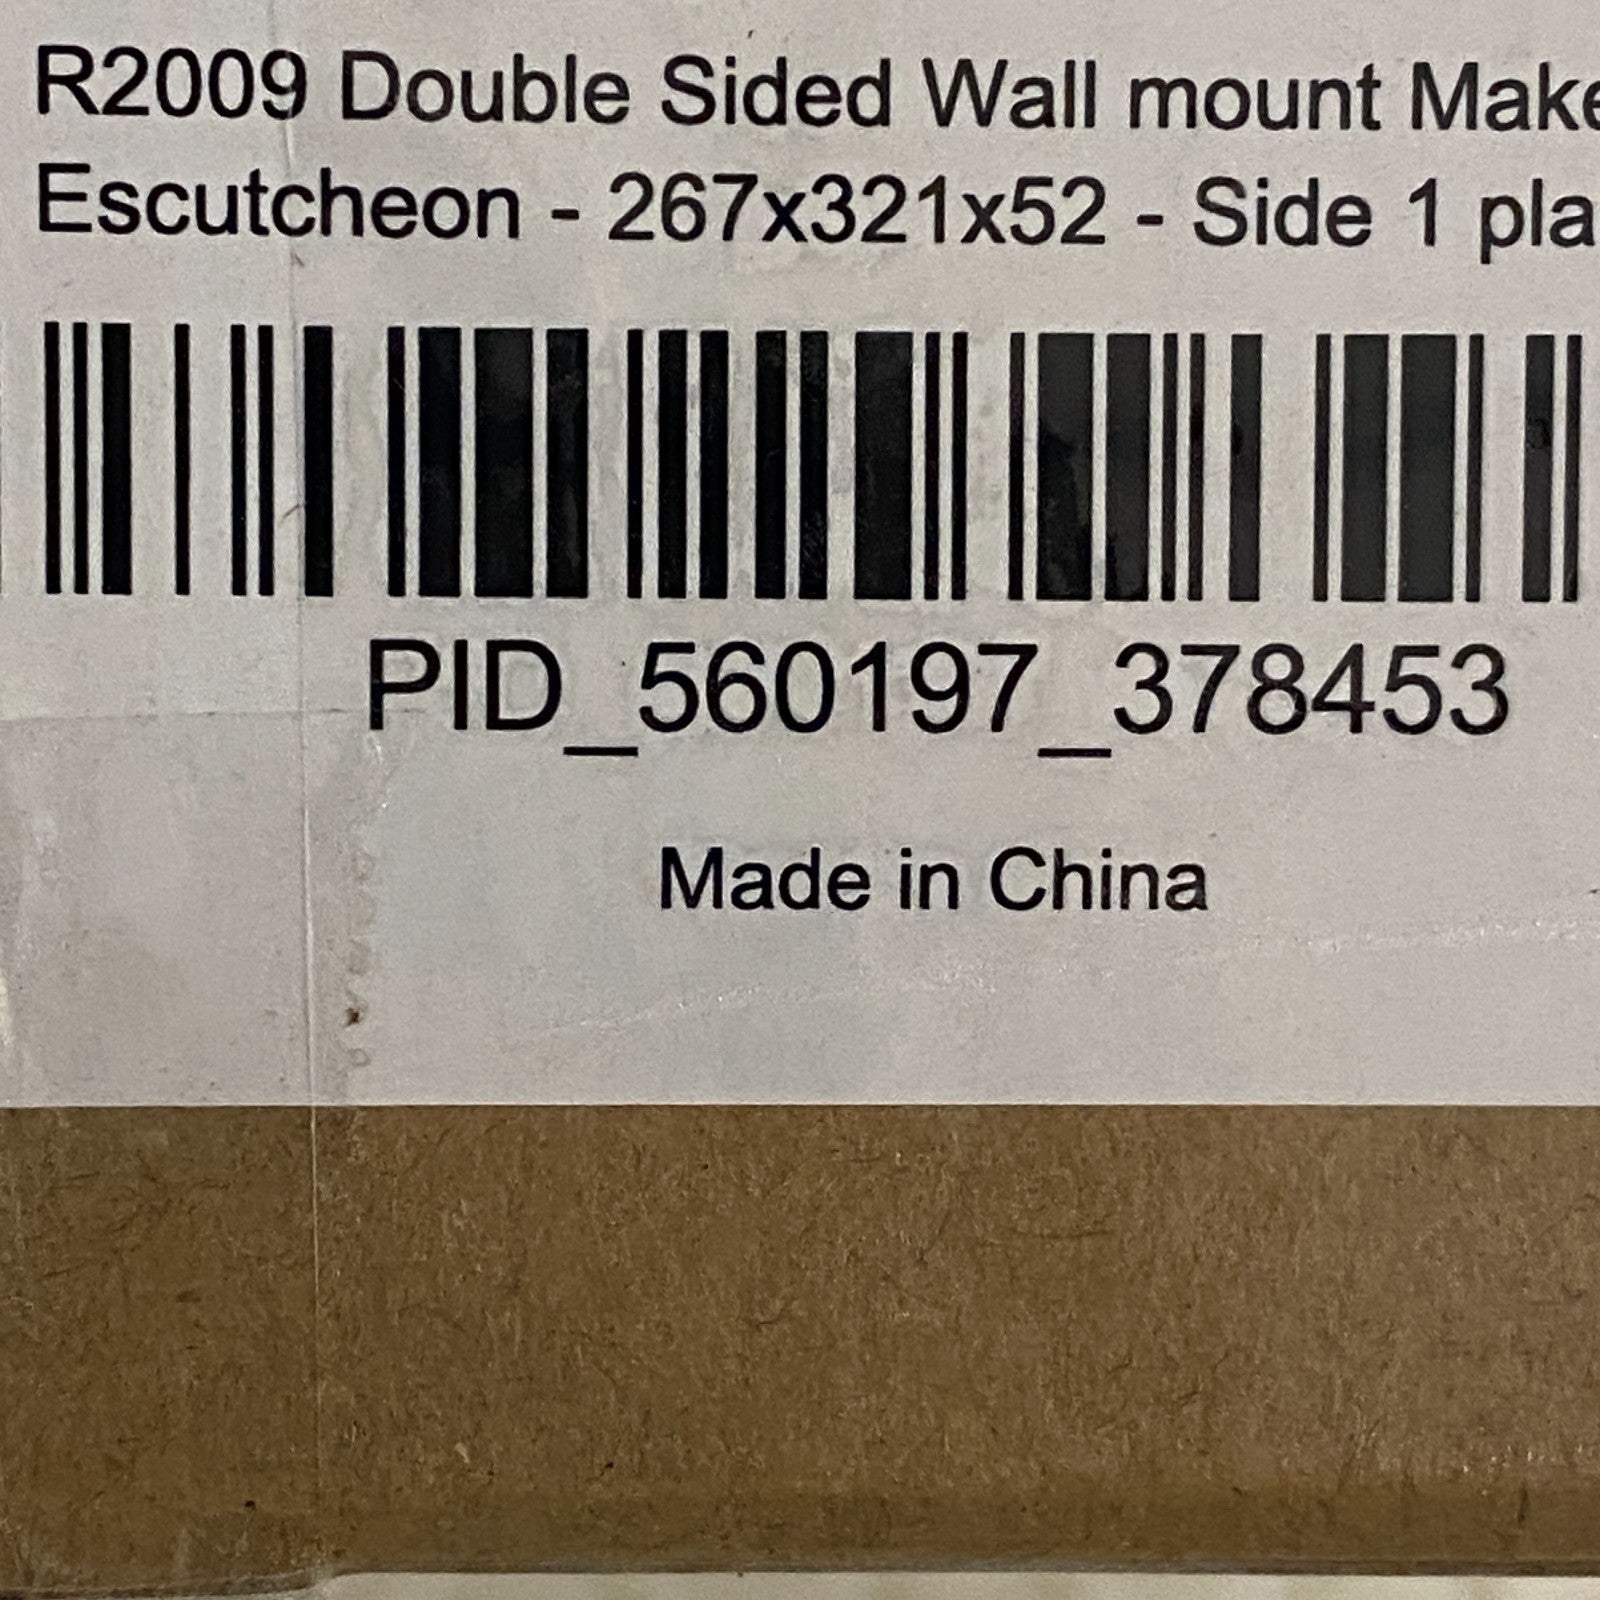 R2009 Double Sided Wall mount Make
Escutcheon - 267x321x52 - Side 1 pla
PID_560197_378453
Made in China